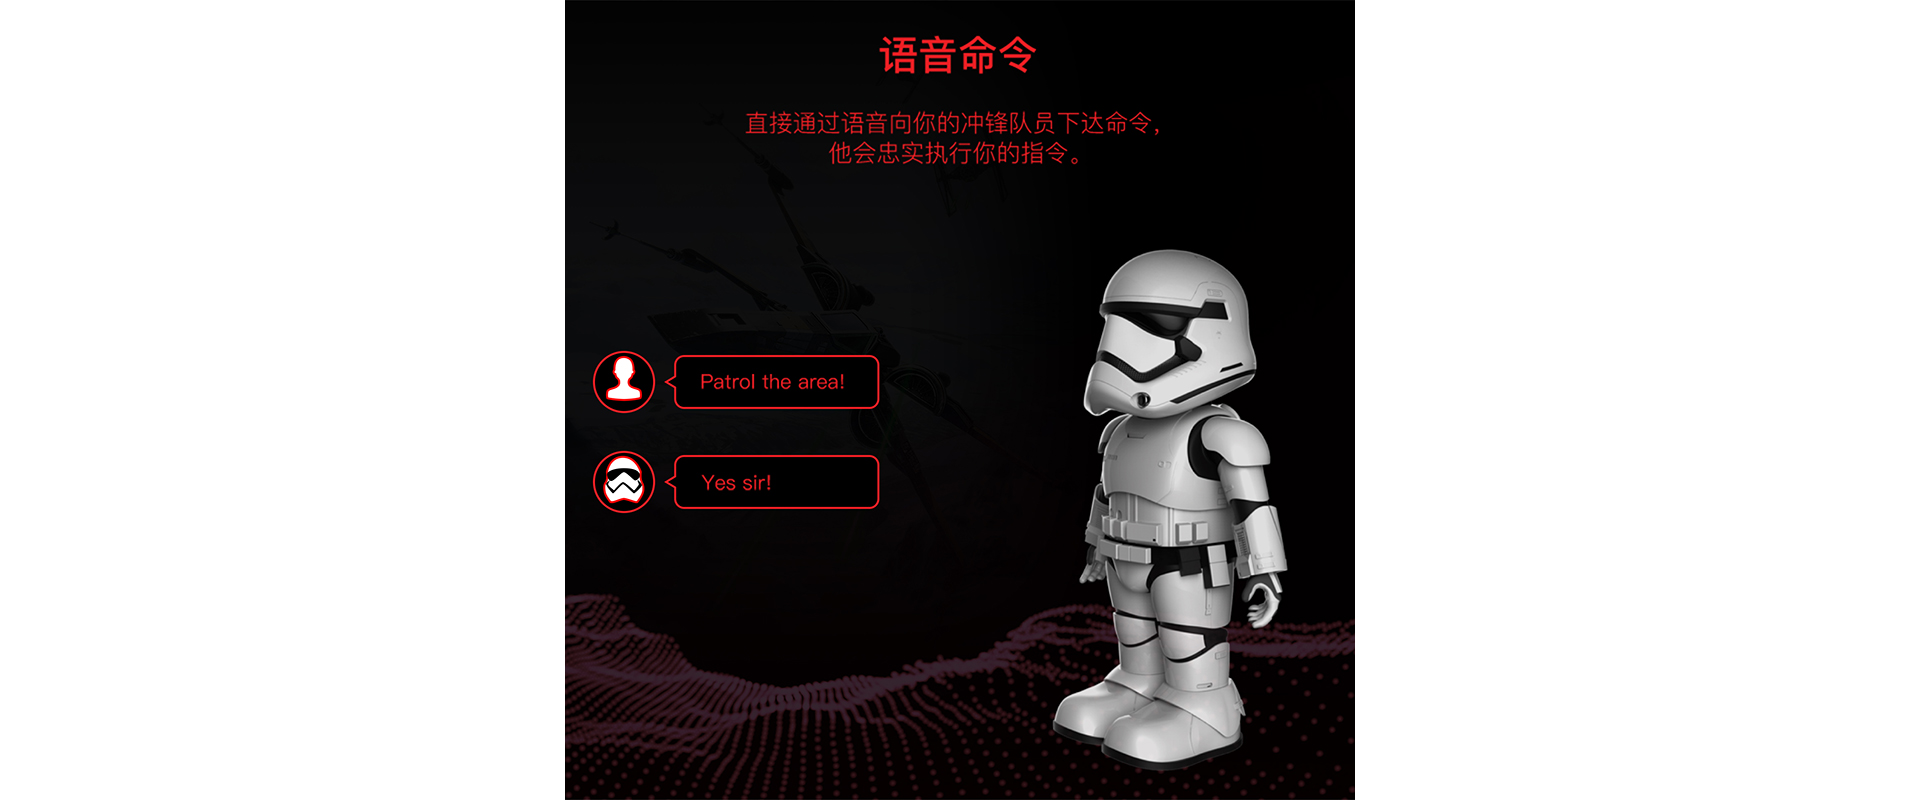 语音命令
直接通过语音向你的冲锋队员下达命令，
他会忠实执行你的指令。
Patrol the area!
Yes sir!